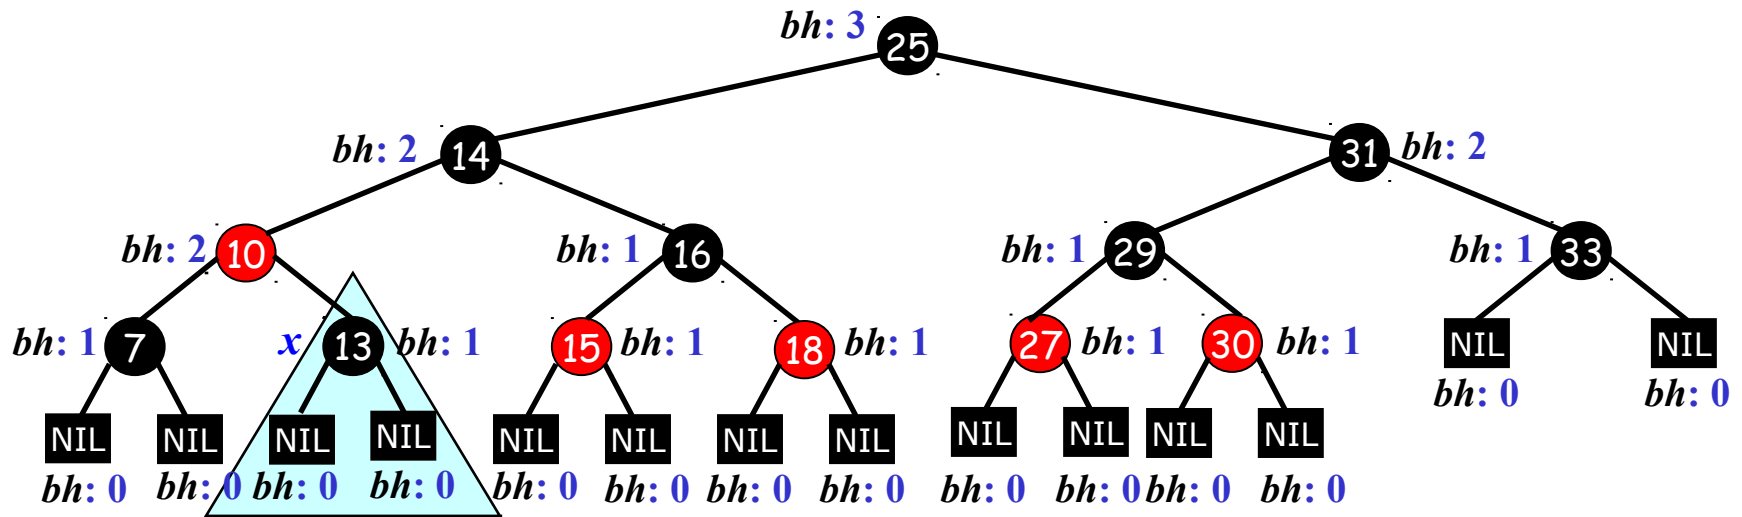 bh: 3 25
bh: 2 14 31 bh: 2
bh: 2 10 bh: 1 16 bh: 1 29 bh: 1 33
bh: 1 7 x 13 bh: 1 15 bh: 1 18 bh: 1 27 bh: 1 30 bh: 1 NIL NIL
bh: 0 bh: 0
NIL NIL NIL NIL NIL NIL NIL NIL NIL NIL NIL NIL
bh: 0 bh: 0 bh: 0 bh: 0 bh: 0 bh: 0 bh: 0 bh: 0 bh: 0 bh: 0 bh: 0 bh: 0